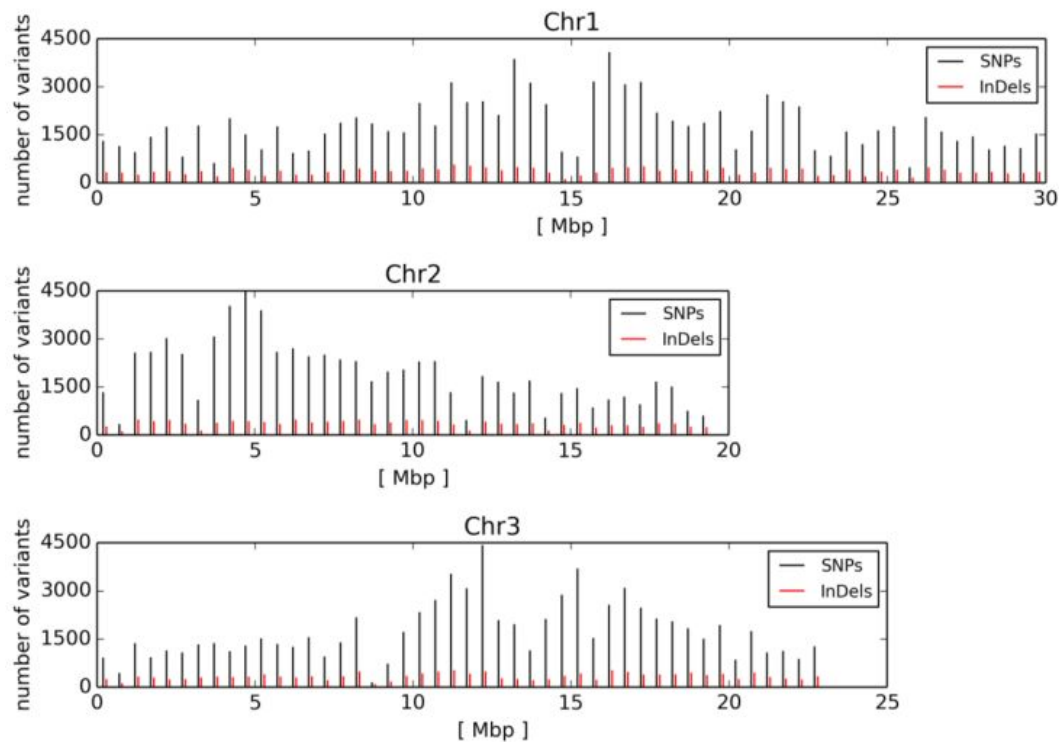 Chr1
number of variants
4500
3000
1500
0
SNPs
InDels
0 5 10 15 20 25 30
[ Mbp ]
Chr2
number of variants
4500
3000
1500
0
SNPs
InDels
0 5 10 15 20
[ Mbp ]
Chr3
number of variants
4500
3000
1500
0
SNPs
InDels
0 5 10 15 20 25
[ Mbp ]